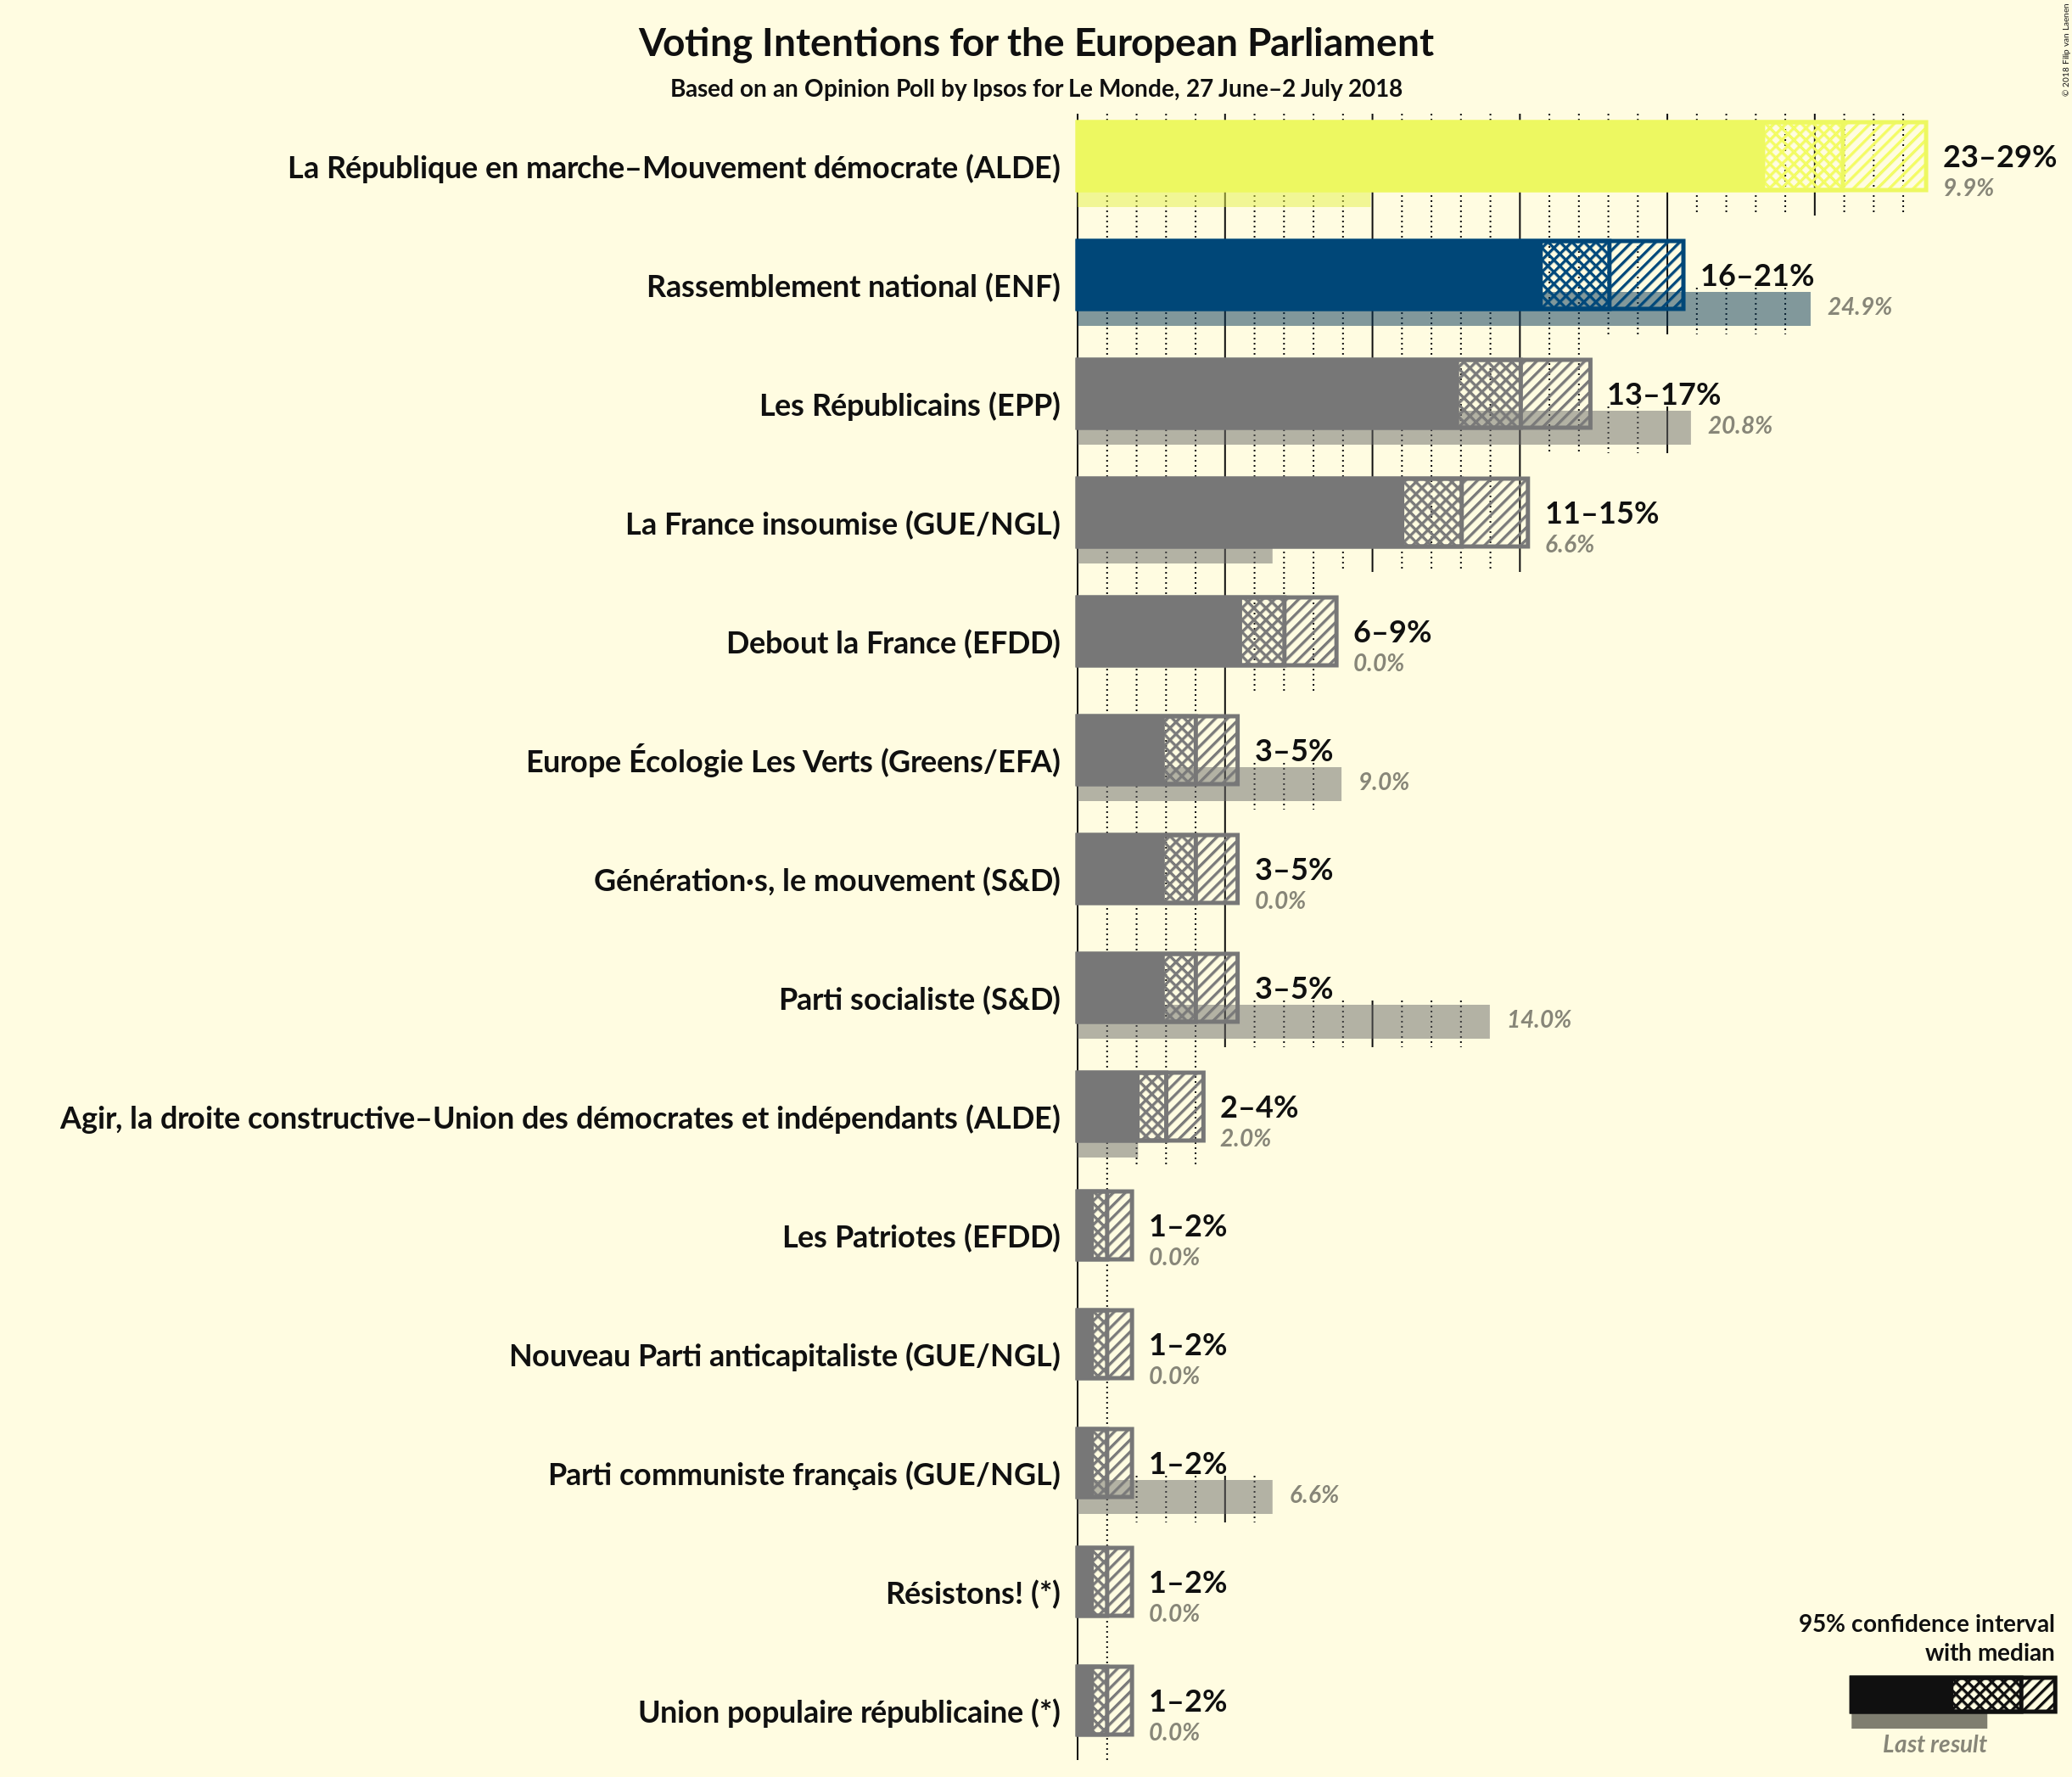 Voting Intentions for the European Parliament
Based on an Opinion Poll by Ipsos for Le Monde, 27 June–2 July 2018
© 2018 Filip van Laenen
La République en marche–Mouvement démocrate (ALDE)
23–29%
9.9%
Rassemblement national (ENF)
16–21%
24.9%
Les Républicains (EPP)
13–17%
20.8%
La France insoumise (GUE/NGL)
11–15%
6.6%
Debout la France (EFDD)
6–9%
0.0%
Europe Écologie Les Verts (Greens/EFA)
3–5%
9.0%
Génération·s, le mouvement (S&D)
3–5%
0.0%
Parti socialiste (S&D)
3–5%
14.0%
Agir, la droite constructive–Union des démocrates et indépendants (ALDE)
2–4%
2.0%
Les Patriotes (EFDD)
1–2%
0.0%
Nouveau Parti anticapitaliste (GUE/NGL)
1–2%
0.0%
Parti communiste français (GUE/NGL)
1–2%
6.6%
Résistons! (*)
1–2%
0.0%
Union populaire républicaine (*)
1–2%
0.0%
95% confidence interval
with median
Last result